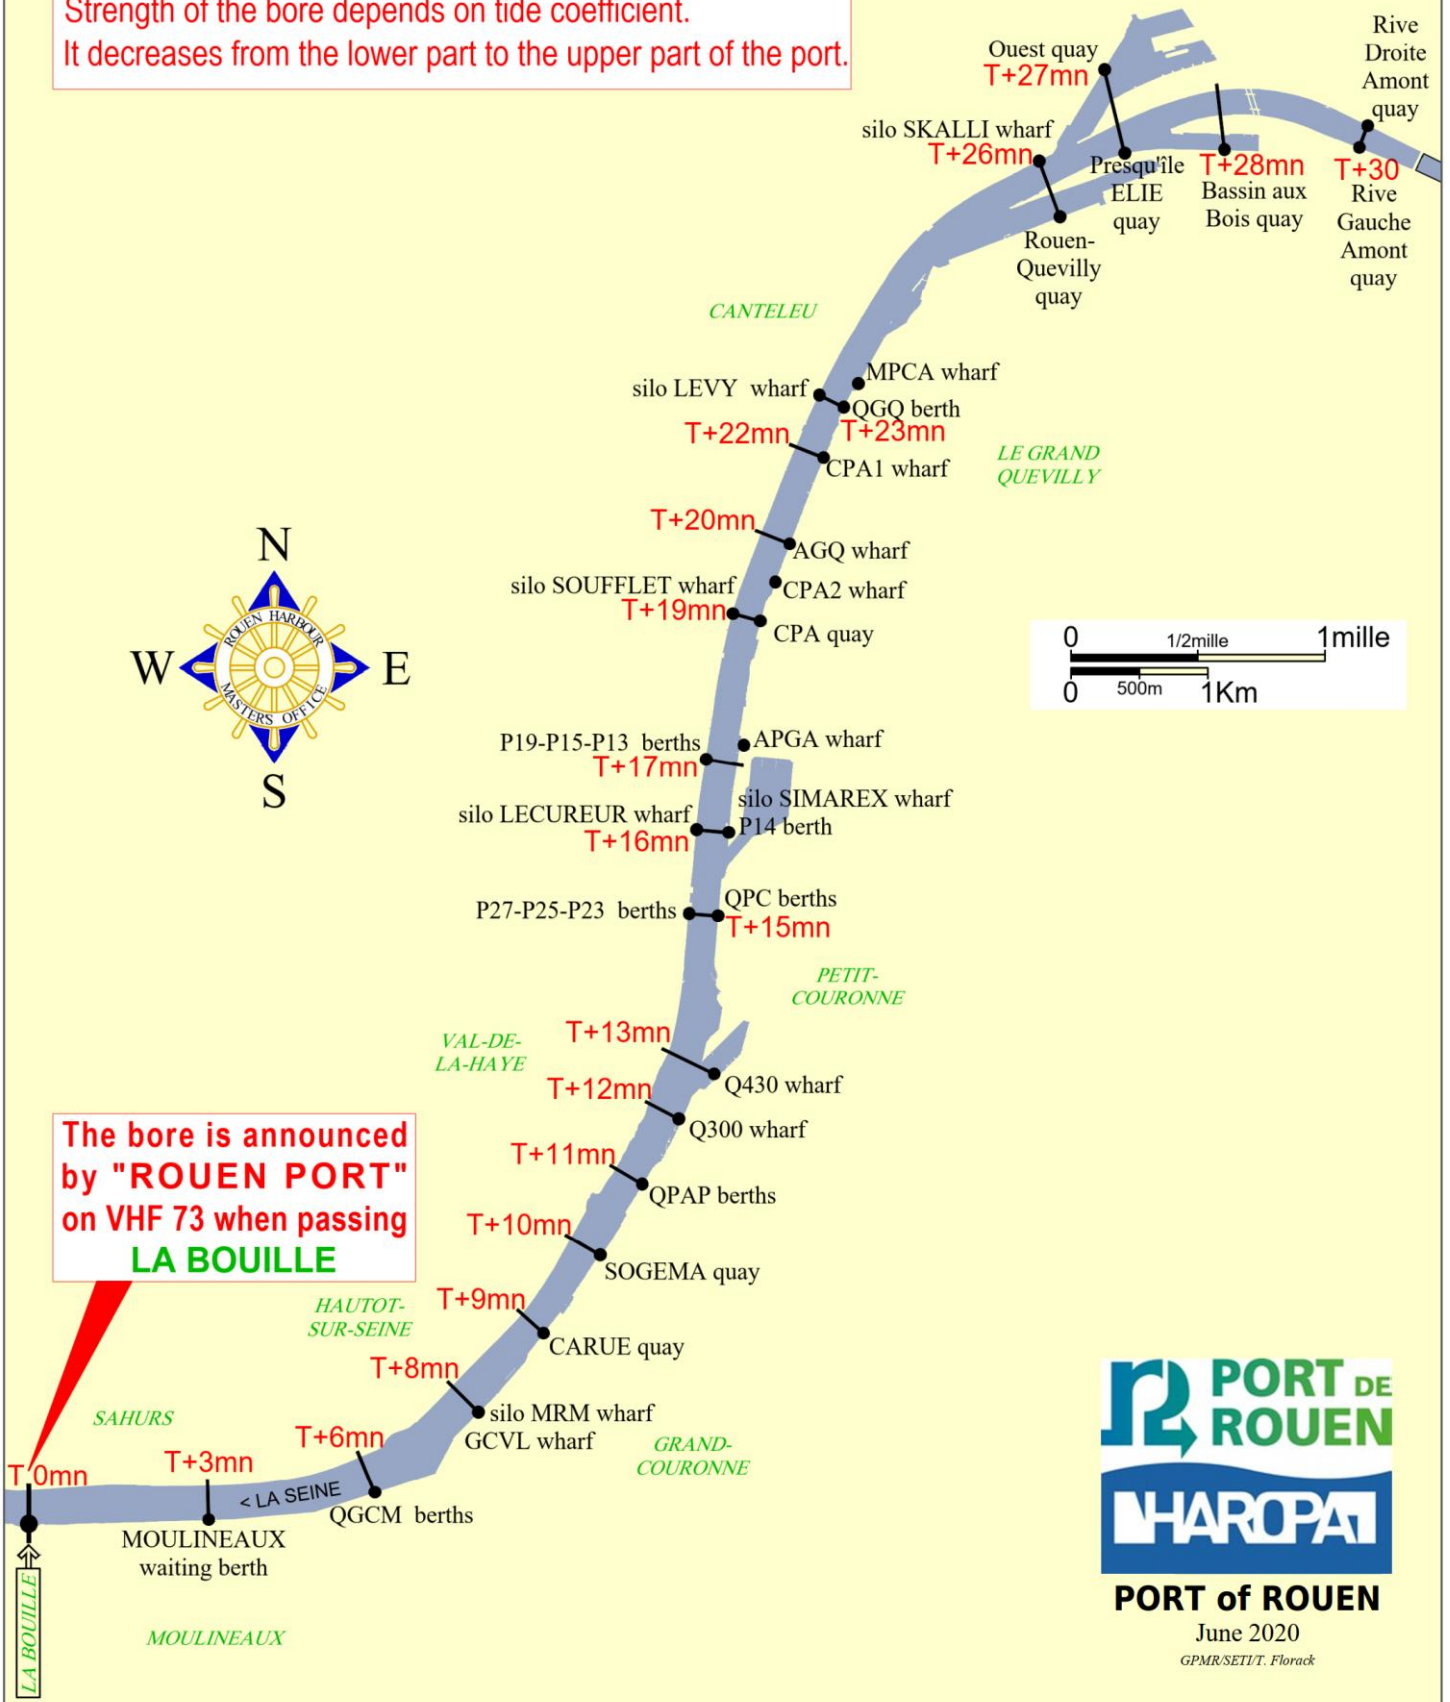 Strength of the bore depends on tide coefficient.
It decreases from the lower part to the upper part of the port.
Rive
Droite
Amont
quay
Ouest quay
T+27mn
silo SKALLI wharf
T+26mn
Presqu'île
ELIE
quay
T+28mn
Bassin aux
Bois quay
T+30
Rive
Gauche
Amont
quay
Rouen-
Quevilly
quay
CANTELEU
MPCA wharf
silo LEVY wharf
QGQ berth
T+23mn
T+22mn
CPA1 wharf
LE GRAND
QUEVILLY
T+20mn
AGQ wharf
silo SOUFFLET wharf
CPA2 wharf
T+19mn
CPA quay
N
W
E
S
ROUEN HARBOUR
MASTER'S OFFICE
0 1/2mille 1mille
0 500m 1Km
P19-P15-P13 berths
APGA wharf
T+17mn
silo SIMAREX wharf
silo LECUREUR wharf
P14 berth
T+16mn
QPC berths
P27-P25-P23 berths
T+15mn
PETIT-
COURONNE
T+13mn
VAL-DE-
LA-HAYE
Q430 wharf
T+12mn
Q300 wharf
The bore is announced
by "ROUEN PORT"
on VHF 73 when passing
LA BOUILLE
T+11mn
QPAP berths
T+10mn
SOGEMA quay
HAUTOT-
SUR-SEINE
T+9mn
CARUE quay
T+8mn
silo MRM wharf
GCVL wharf
GRAND-
COURONNE
SAHURS
T+6mn
T+3mn
T 0mn
< LA SEINE
QGCM berths
MOULINEAUX
waiting berth
LA BOUILLE
MOULINEAUX
PORT DE
ROUEN
HAROPA
PORT of ROUEN
June 2020
GPMR/SETI/T. Florack